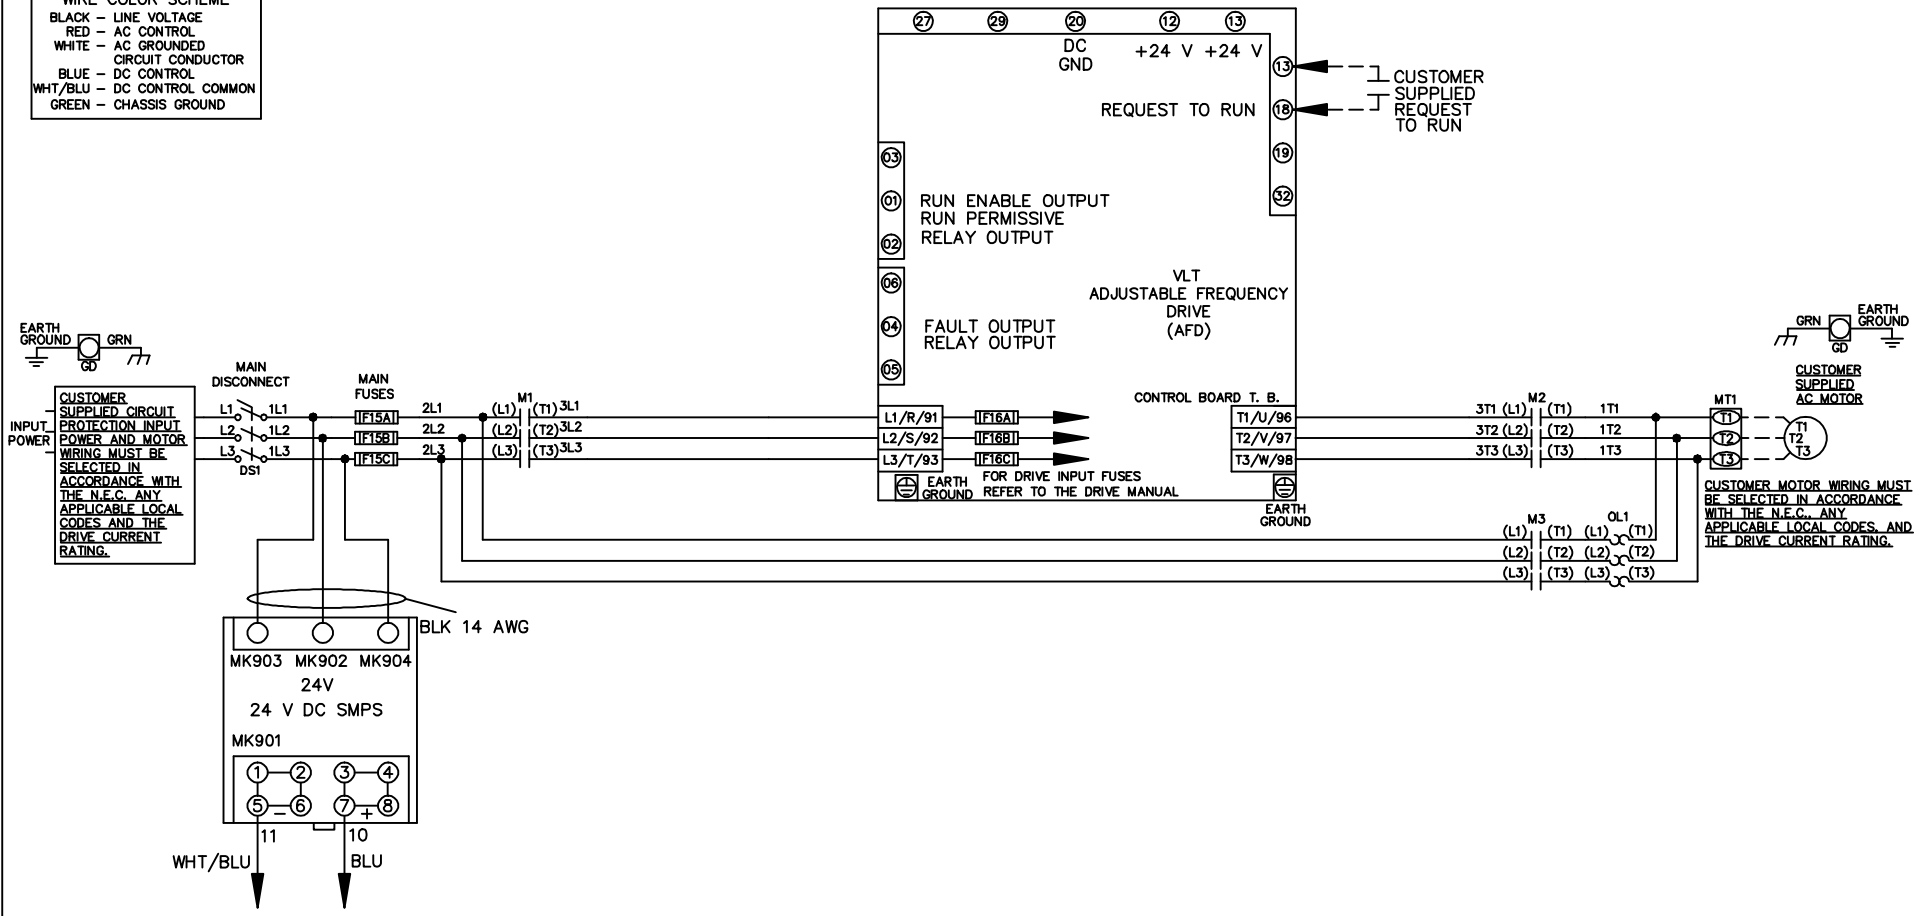 WIRE COLOR SCHEME
BLACK – LINE VOLTAGE
RED – AC CONTROL
WHITE – AC GROUNDED
CIRCUIT CONDUCTOR
BLUE – DC CONTROL
WHT/BLU – DC CONTROL COMMON
GREEN – CHASSIS GROUND
27 29 20 12 13
DC
GND
+24 V +24 V
13
REQUEST TO RUN 18
19
32
CUSTOMER
SUPPLIED
REQUEST
TO RUN
03
01
02
RUN ENABLE OUTPUT
RUN PERMISSIVE
RELAY OUTPUT
06
04
05
FAULT OUTPUT
RELAY OUTPUT
VLT
ADJUSTABLE FREQUENCY
DRIVE
(AFD)
EARTH
GROUND
GRN
GD
INPUT
POWER
CUSTOMER
SUPPLIED CIRCUIT
PROTECTION INPUT
POWER AND MOTOR
WIRING MUST BE
SELECTED IN
ACCORDANCE WITH
THE N.E.C. ANY
APPLICABLE LOCAL
CODES AND THE
DRIVE CURRENT
RATING.
MAIN
DISCONNECT
L1 1L1
L2 1L2
L3 1L3
DS1
MAIN
FUSES
F15A
F15B
F15C
2L1
2L2
2L3
M1
(L1) (T1) 3L1
(L2) (T2) 3L2
(L3) (T3) 3L3
L1/R/91 F16A
L2/S/92 F16B
L3/T/93 F16C
EARTH
GROUND
FOR DRIVE INPUT FUSES
REFER TO THE DRIVE MANUAL
CONTROL BOARD T. B.
T1/U/96
T2/V/97
T3/W/98
EARTH
GROUND
M2
3T1 (L1) (T1) 1T1
3T2 (L2) (T2) 1T2
3T3 (L3) (T3) 1T3
M3 OL1
(L1) (T1) (L1) (T1)
(L2) (T2) (L2) (T2)
(L3) (T3) (L3) (T3)
MT1
T1
T2
T3
T1
T2
T3
GRN
EARTH
GROUND
GD
CUSTOMER
SUPPLIED
AC MOTOR
CUSTOMER MOTOR WIRING MUST
BE SELECTED IN ACCORDANCE
WITH THE N.E.C., ANY
APPLICABLE LOCAL CODES, AND
THE DRIVE CURRENT RATING.
BLK 14 AWG
MK903 MK902 MK904
24V
24 V DC SMPS
MK901
1 2 3 4
5 6 7 8
– +
11 10
WHT/BLU BLU